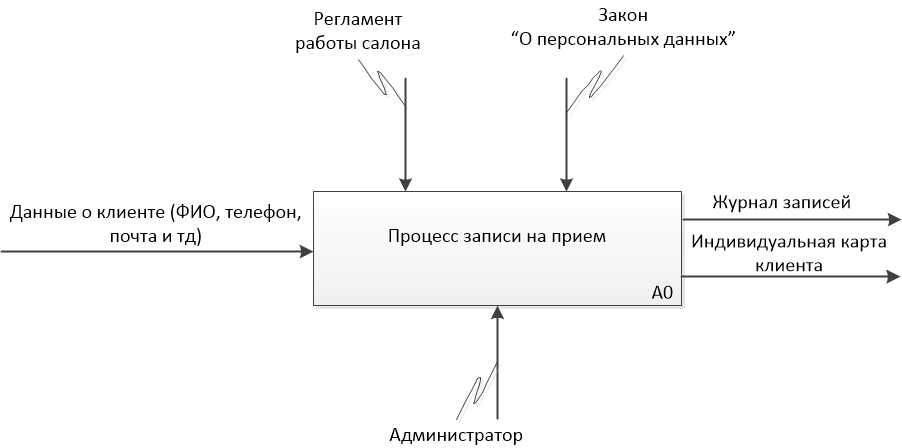 Регламент
работы салона
Закон
“О персональных данных”
Данные о клиенте (ФИО, телефон,
почта и тд)
Процесс записи на прием
A0
Журнал записей
Индивидуальная карта
клиента
Администратор